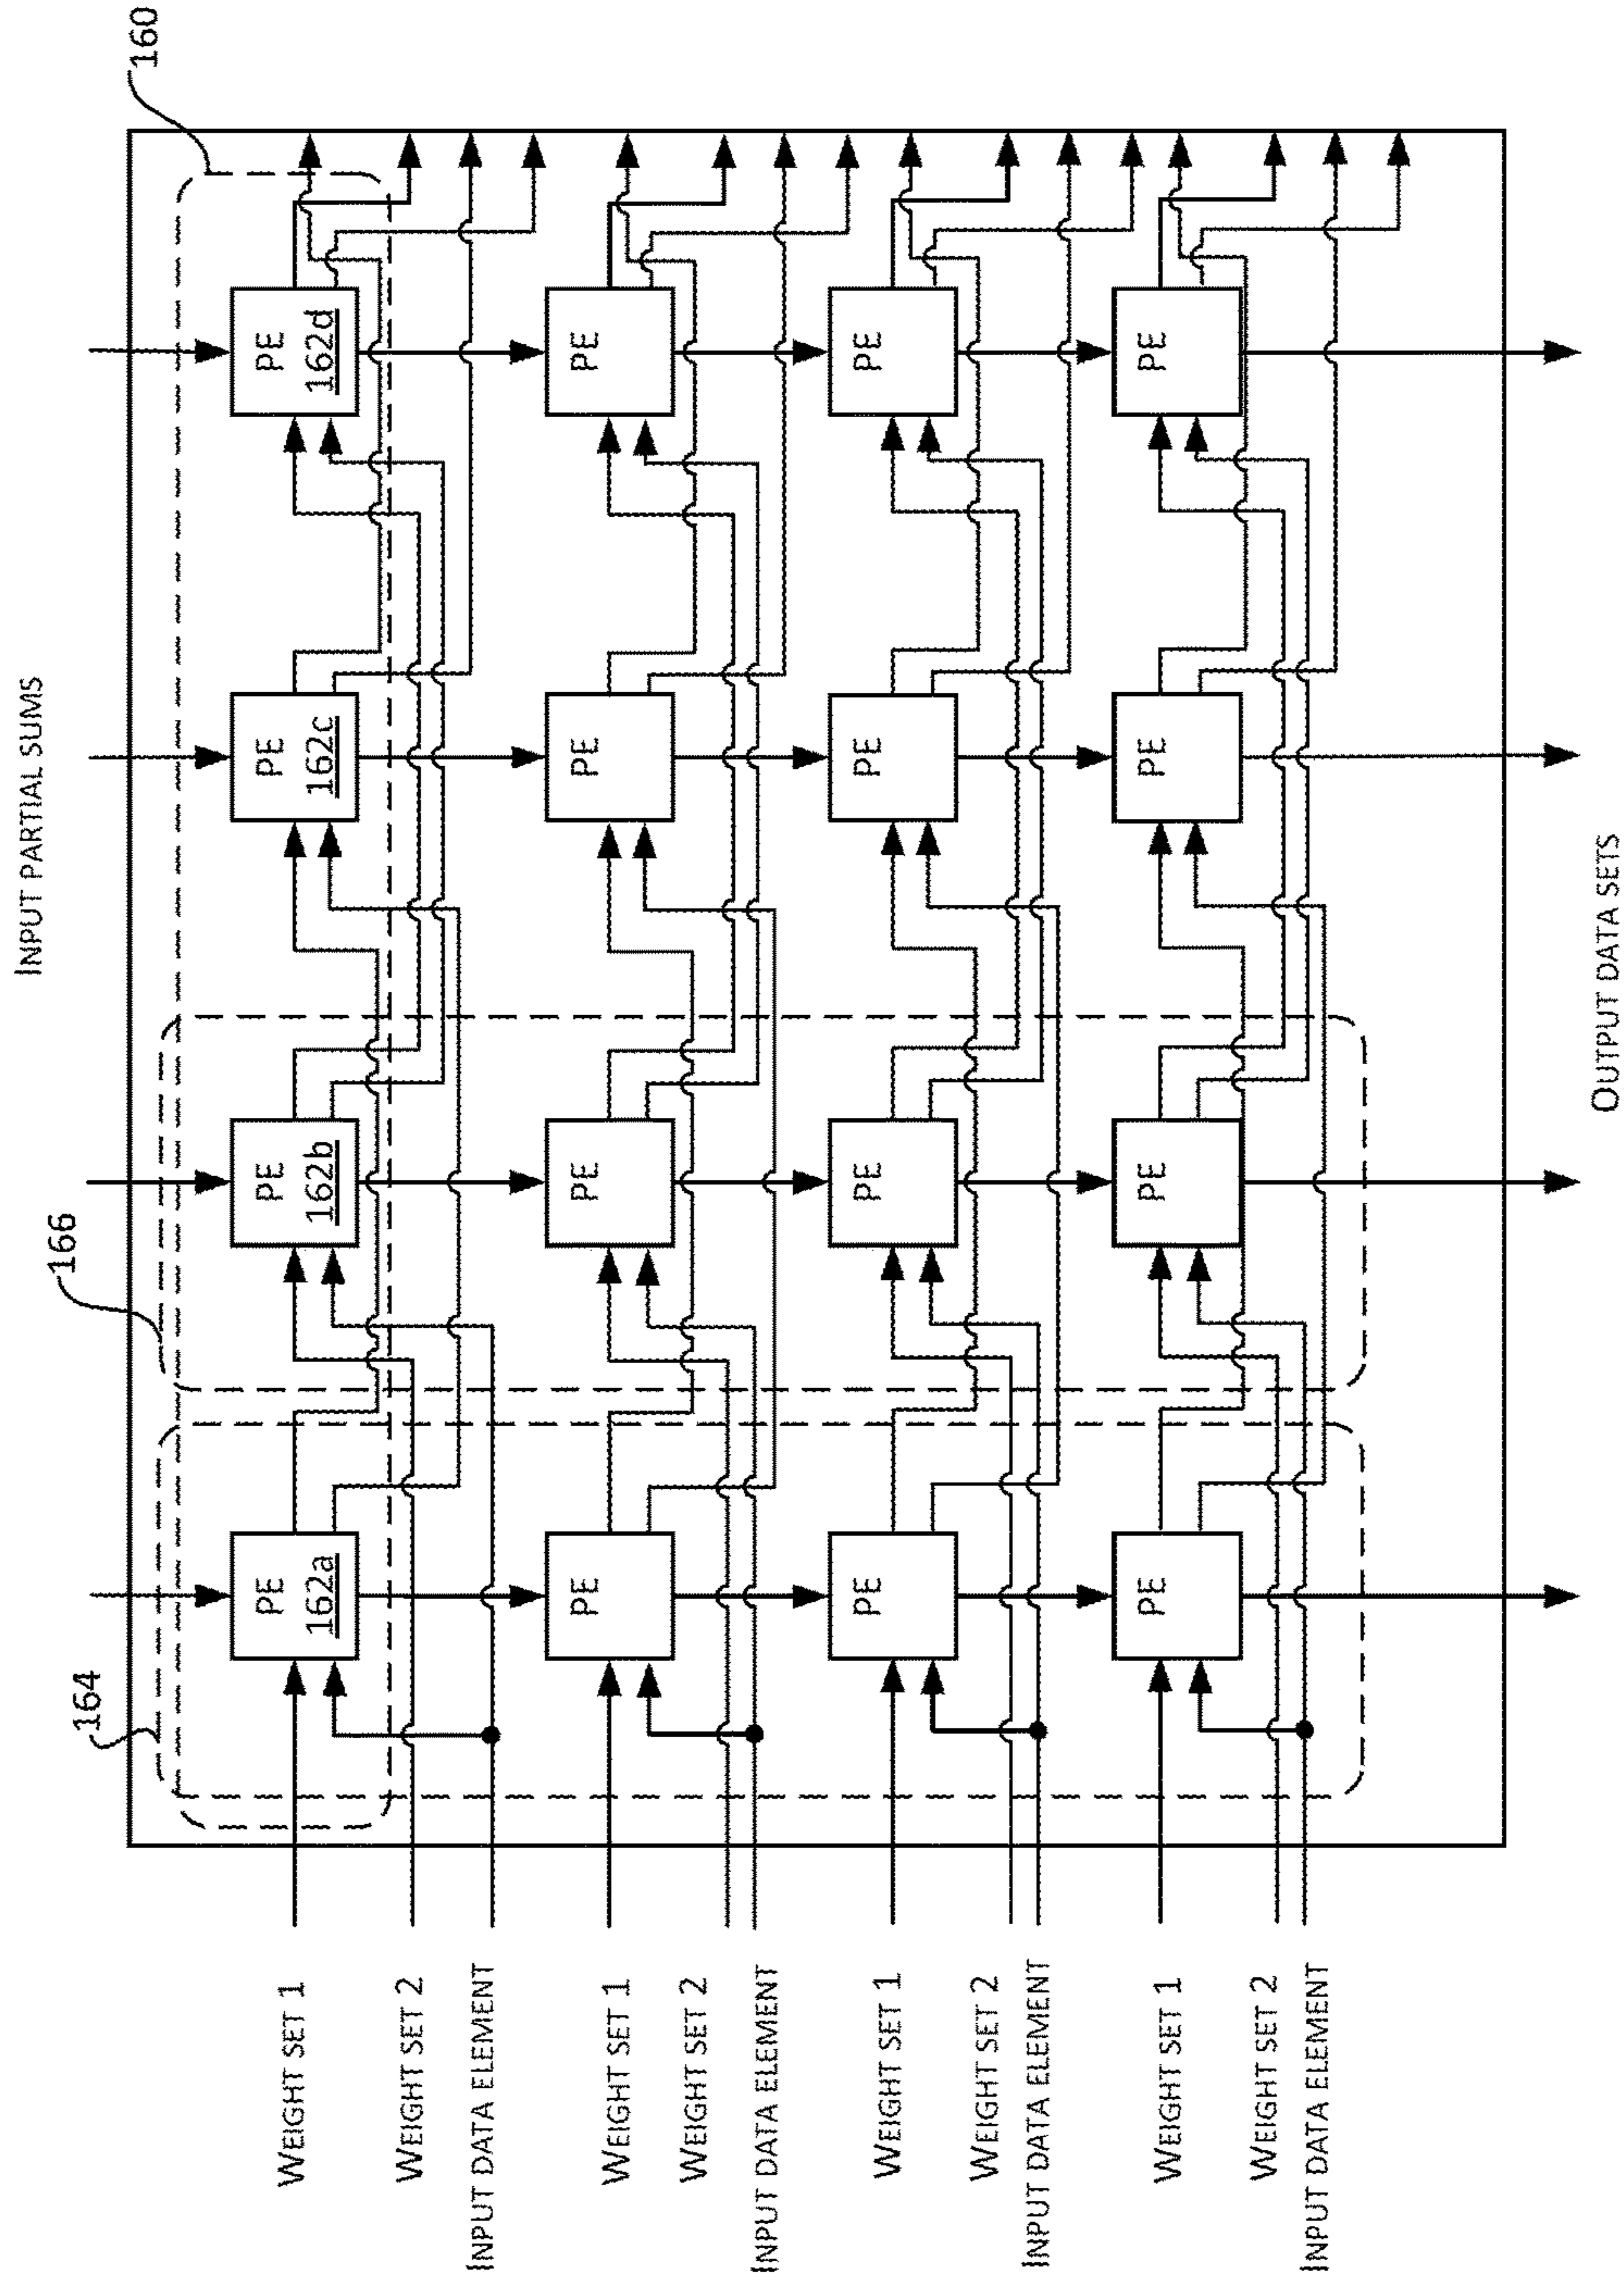 160
INPUT PARTIAL SUMS
166
164
PE
162a
PE
162b
PE
162c
PE
162d
PE
PE
PE
PE
PE
PE
PE
PE
PE
PE
PE
PE
WEIGHT SET 1
WEIGHT SET 2
INPUT DATA ELEMENT
WEIGHT SET 1
WEIGHT SET 2
INPUT DATA ELEMENT
WEIGHT SET 1
WEIGHT SET 2
INPUT DATA ELEMENT
WEIGHT SET 1
WEIGHT SET 2
INPUT DATA ELEMENT
OUTPUT DATA SETS